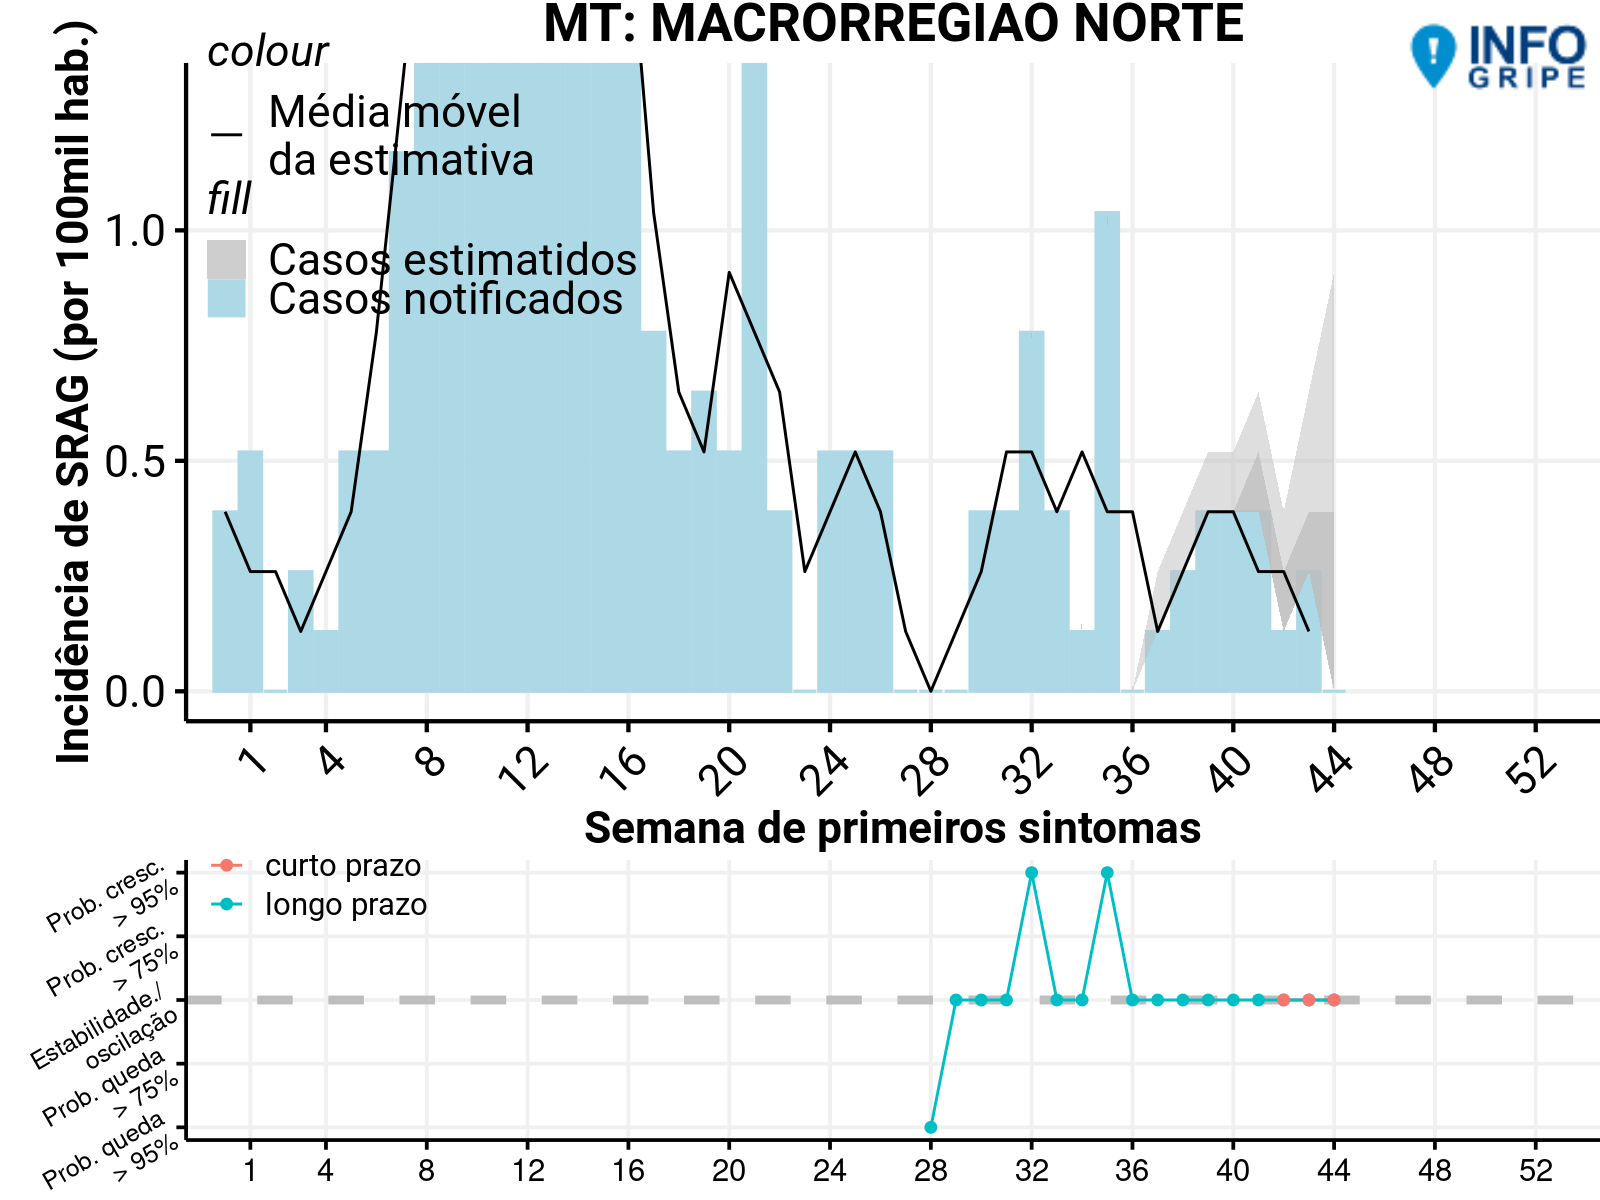 MT: MACRORREGIAO NORTE
INFO
GRIPE
colour
Média móvel
da estimativa
fill
Casos estimatidos
Casos notificados
Incidência de SRAG (por 100mil hab.)
1.0
0.5
0.0
1 4 8 12 16 20 24 28 32 36 40 44 48 52
Semana de primeiros sintomas
curto prazo
longo prazo
Prob. cresc.
> 95%
Prob. cresc.
> 75%
Estabilidade./
oscilação
Prob. queda
> 75%
Prob. queda
> 95%
1 4 8 12 16 20 24 28 32 36 40 44 48 52